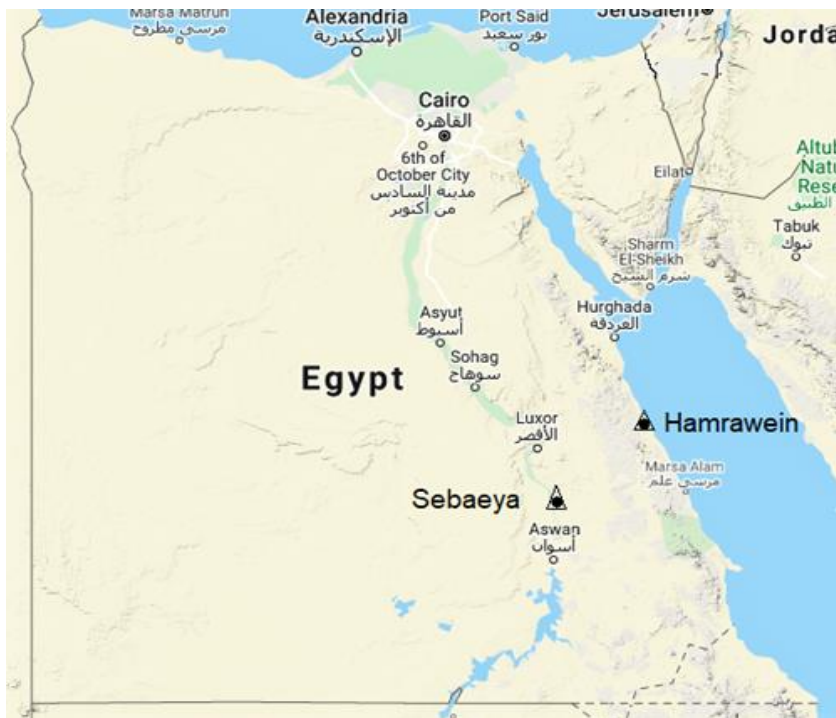 Marsa Matruh
مرسى مطروح
Alexandria
الإسكندرية
Port Said
بور سعيد
Jerusalem
Jorda
Cairo
القاهرة
6th of
October City
مدينة السادس
من أكتوبر
Eilat
Altub
Natu
Rese
الطبيق
Tabuk
تبوك
Sharm
El-Sheikh
شرم الشيخ
Hurghada
الغردقة
Asyut
أسيوط
Sohag
سوهاج
Egypt
Luxor
الأقصر
Hamrawein
Marsa Alam
مرسى علم
Sebaeya
Aswan
أسوان